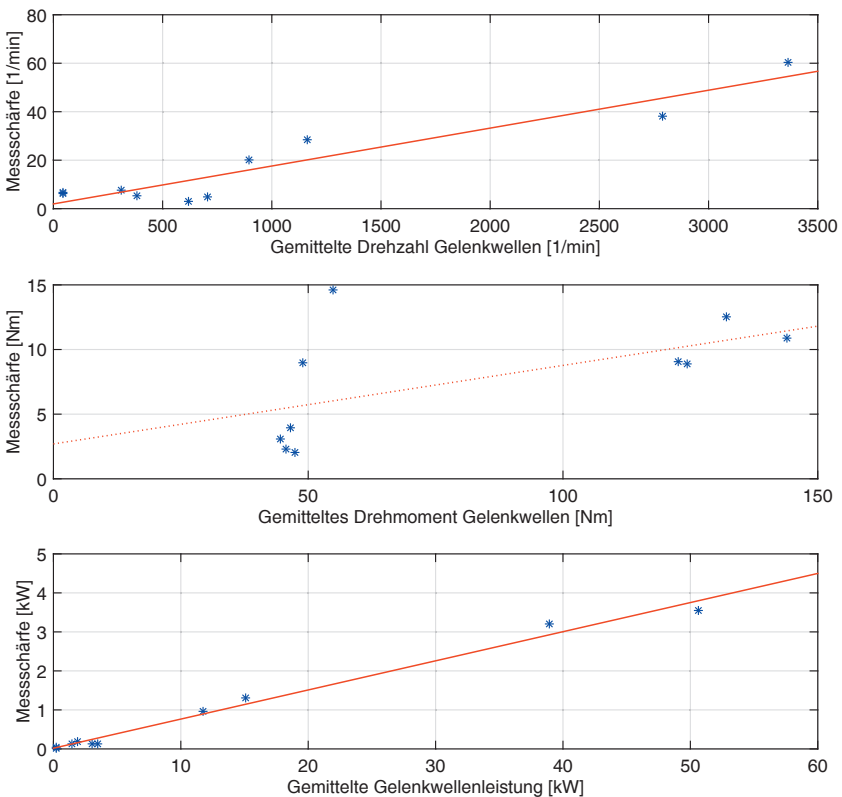 80
60
40
20
0
Messschärfe [1/min]
0 500 1000 1500 2000 2500 3000 3500
Gemittelte Drehzahl Gelenkwellen [1/min]
15
10
5
0
Messschärfe [Nm]
0 50 100 150
Gemitteltes Drehmoment Gelenkwellen [Nm]
5
4
3
2
1
0
Messschärfe [kW]
0 10 20 30 40 50 60
Gemittelte Gelenkwellenleistung [kW]